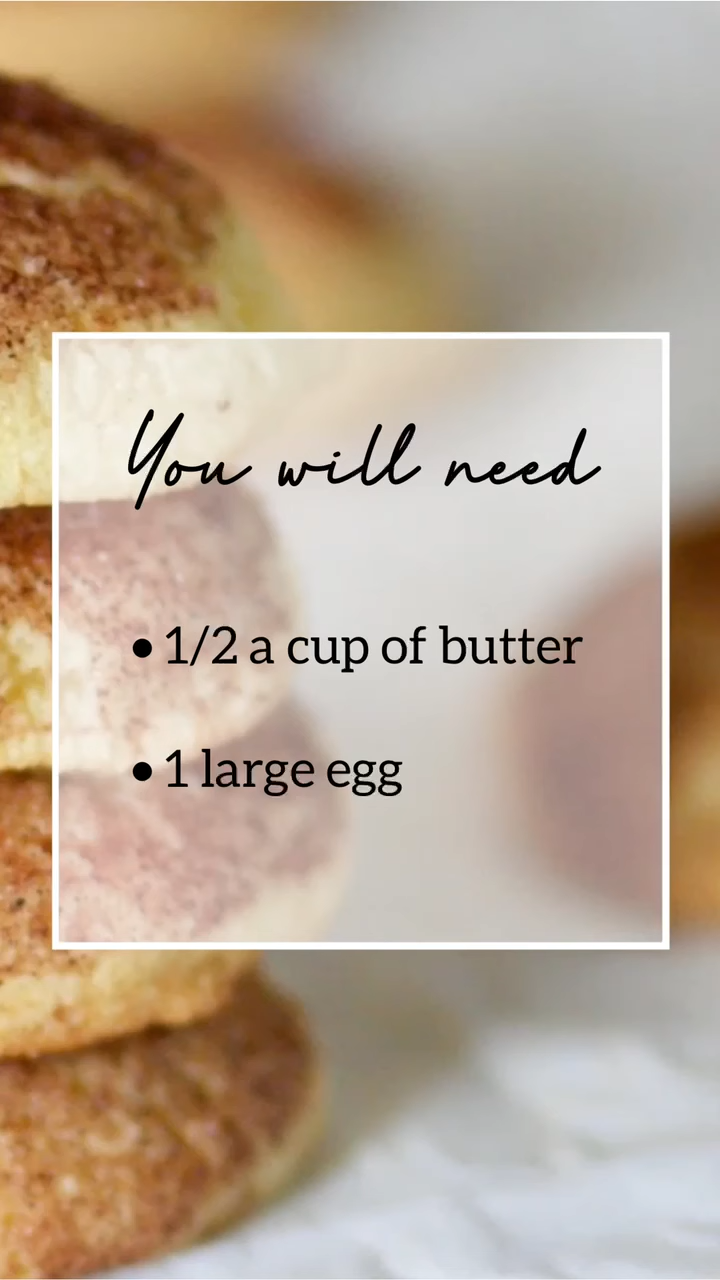 You will need
• 1/2 a cup of butter
• 1 large egg